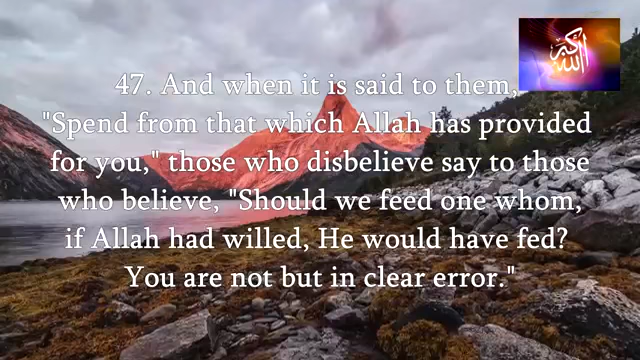 الله أكبر
47. And when it is said to them,
"Spend from that which Allah has provided
for you," those who disbelieve say to those
who believe, "Should we feed one whom,
if Allah had willed, He would have fed?
You are not but in clear error."